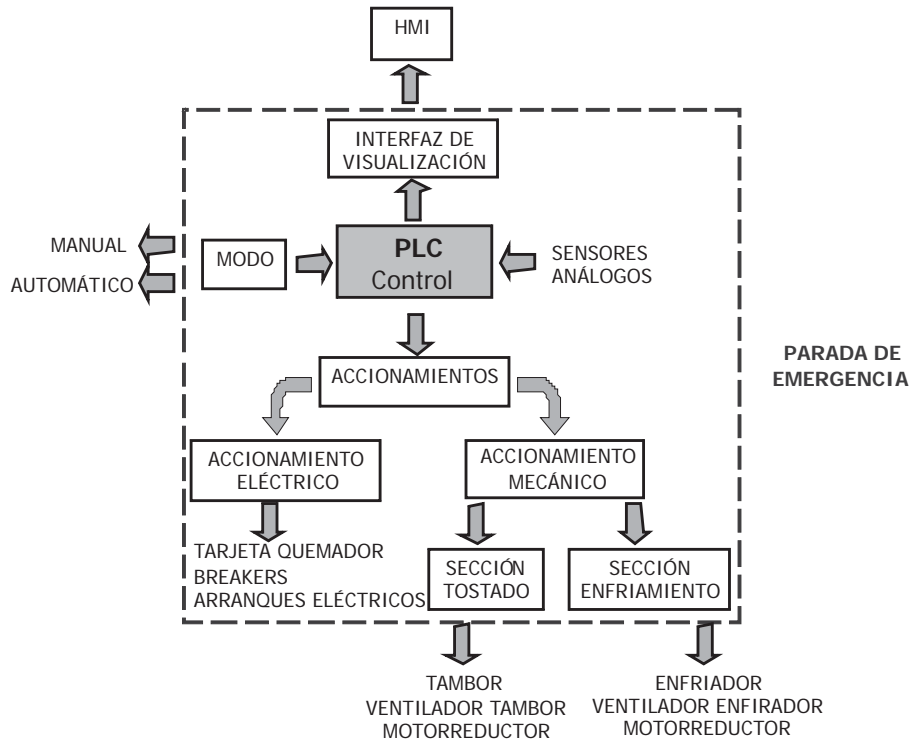 HMI
INTERFAZ DE
VISUALIZACIÓN
MANUAL
AUTOMÁTICO
MODO
PLC
Control
SENSORES
ANÁLOGOS
PARADA DE
EMERGENCIA
ACCIONAMIENTOS
ACCIONAMIENTO
ELÉCTRICO
ACCIONAMIENTO
MECÁNICO
TARJETA QUEMADOR
BREAKERS
ARRANQUES ELÉCTRICOS
SECCIÓN
TOSTADO
SECCIÓN
ENFRIAMIENTO
TAMBOR
VENTILADOR TAMBOR
MOTORREDUCTOR
ENFRIADOR
VENTILADOR ENFIRADOR
MOTORREDUCTOR